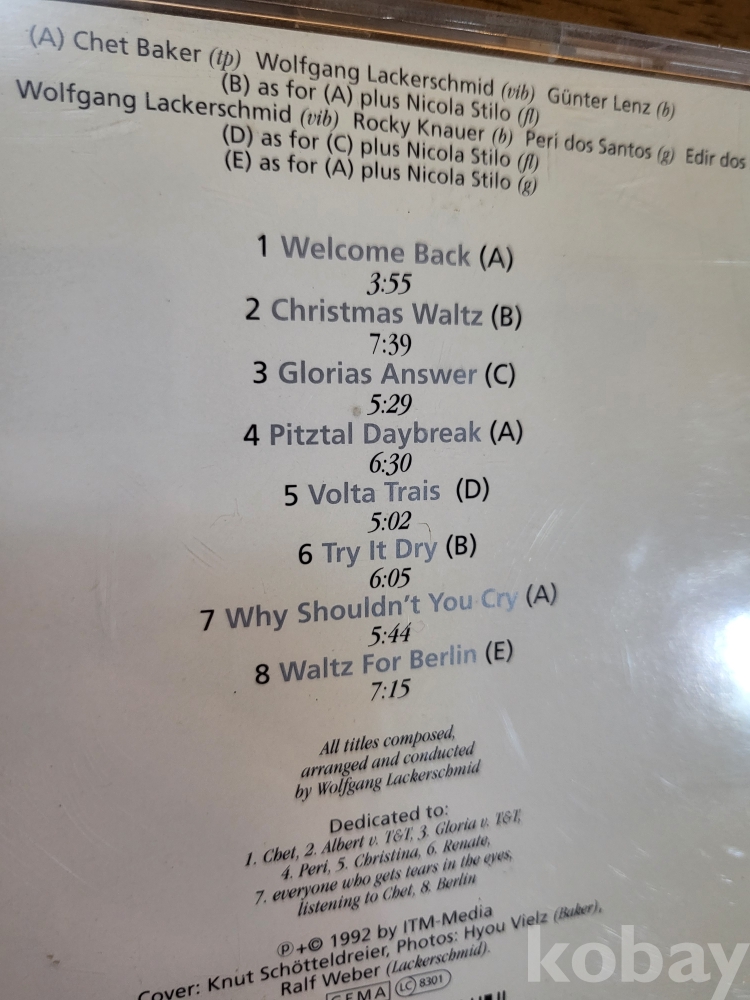 (A) Chet Baker (tp) Wolfgang Lackerschmid (vib) Günter Lenz (b)
(B) as for (A) plus Nicola Stilo (fl)
Wolfgang Lackerschmid (vib) Rocky Knauer (b) Peri dos Santos (g) Edir dos
(D) as for (C) plus Nicola Stilo (fl)
(E) as for (A) plus Nicola Stilo (g)
1 Welcome Back (A)
3:55
2 Christmas Waltz (B)
7:39
3 Glorias Answer (C)
5:29
4 Pitztal Daybreak (A)
6:30
5 Volta Trais (D)
5:02
6 Try It Dry (B)
6:05
7 Why Shouldn't You Cry (A)
5:44
8 Waltz For Berlin (E)
7:15
All titles composed,
arranged and conducted
by Wolfgang Lackerschmid
Dedicated to:
1. Chet, 2. Albert v. T&T, 3. Gloria v. T&T,
4. Peri, 5. Christina, 6. Renate,
7. everyone who gets tears in the eyes,
listening to Chet, 8. Berlin
℗+© 1992 by ITM-Media
Cover: Knut Schötteldreier, Photos: Hyou Vielz (Baker),
Ralf Weber (Lackerschmid).
GEMA LC 8301
kobay